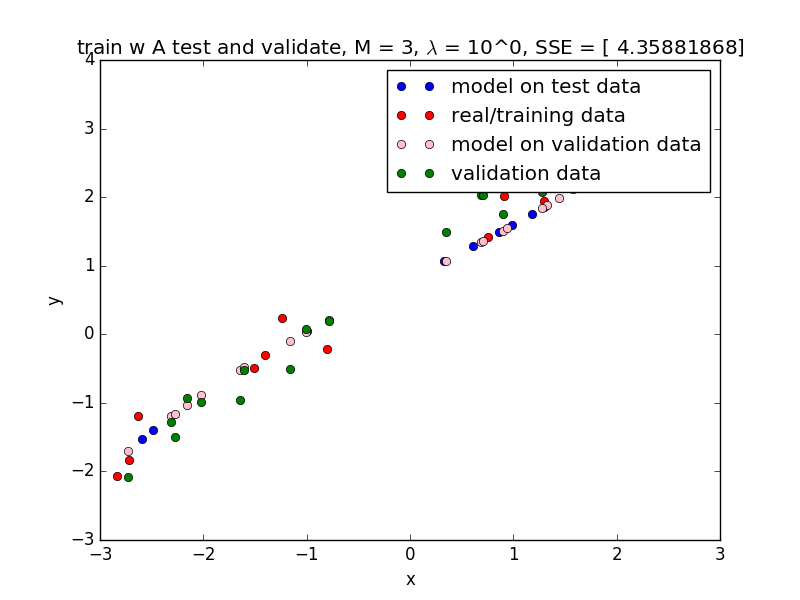 train w A test and validate, M = 3, λ = 10^0, SSE = [ 4.35881868]
4
model on test data
real/training data
model on validation data
validation data
3
2
1
y
0
−1
−2
−3
−3 −2 −1 0 1 2 3
x